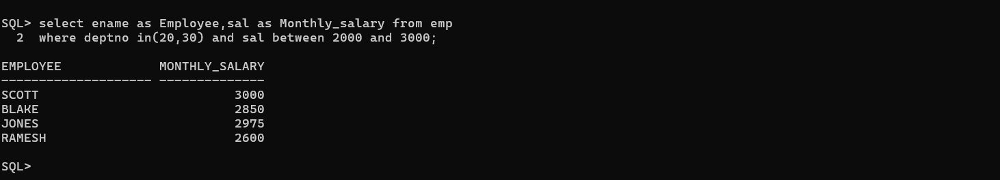 SQL> select ename as Employee,sal as Monthly_salary from emp
  2  where deptno in(20,30) and sal between 2000 and 3000;
EMPLOYEE             MONTHLY_SALARY
-------------------- --------------
SCOTT                          3000
BLAKE                          2850
JONES                          2975
RAMESH                         2600
SQL>